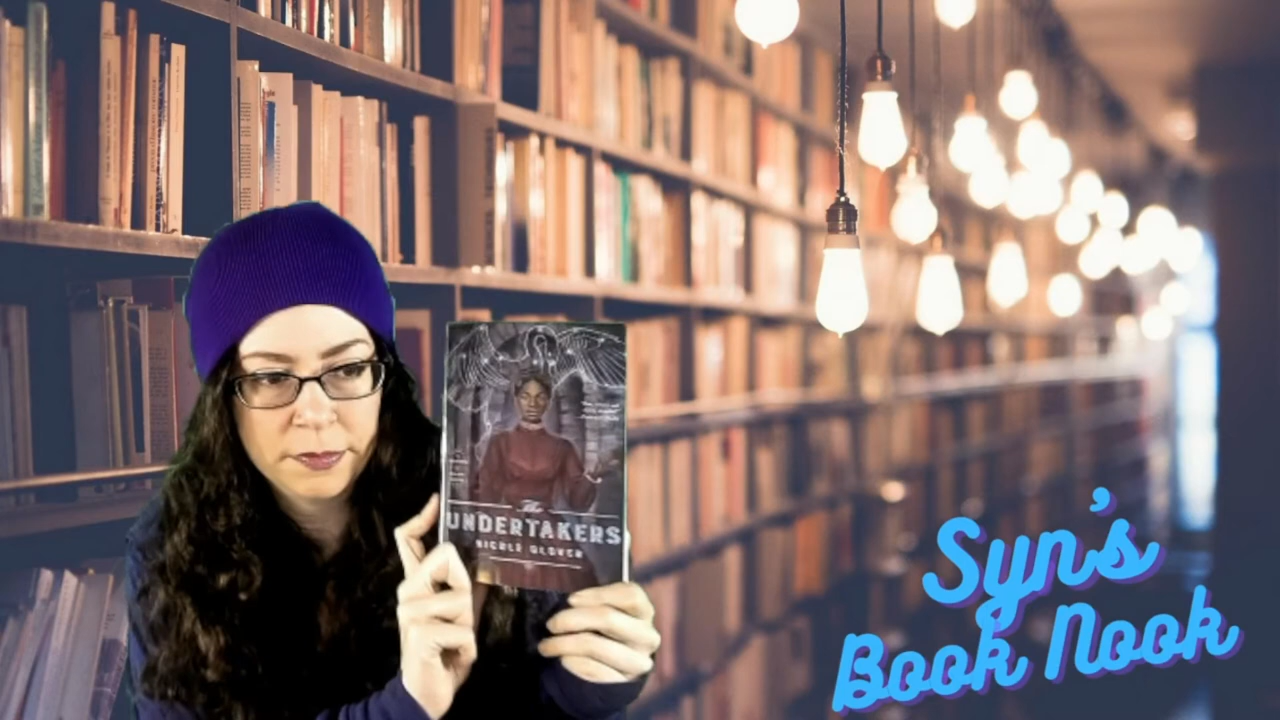 The
UNDERTAKERS
NICOLE GLOVER
Syn's
Book Nook